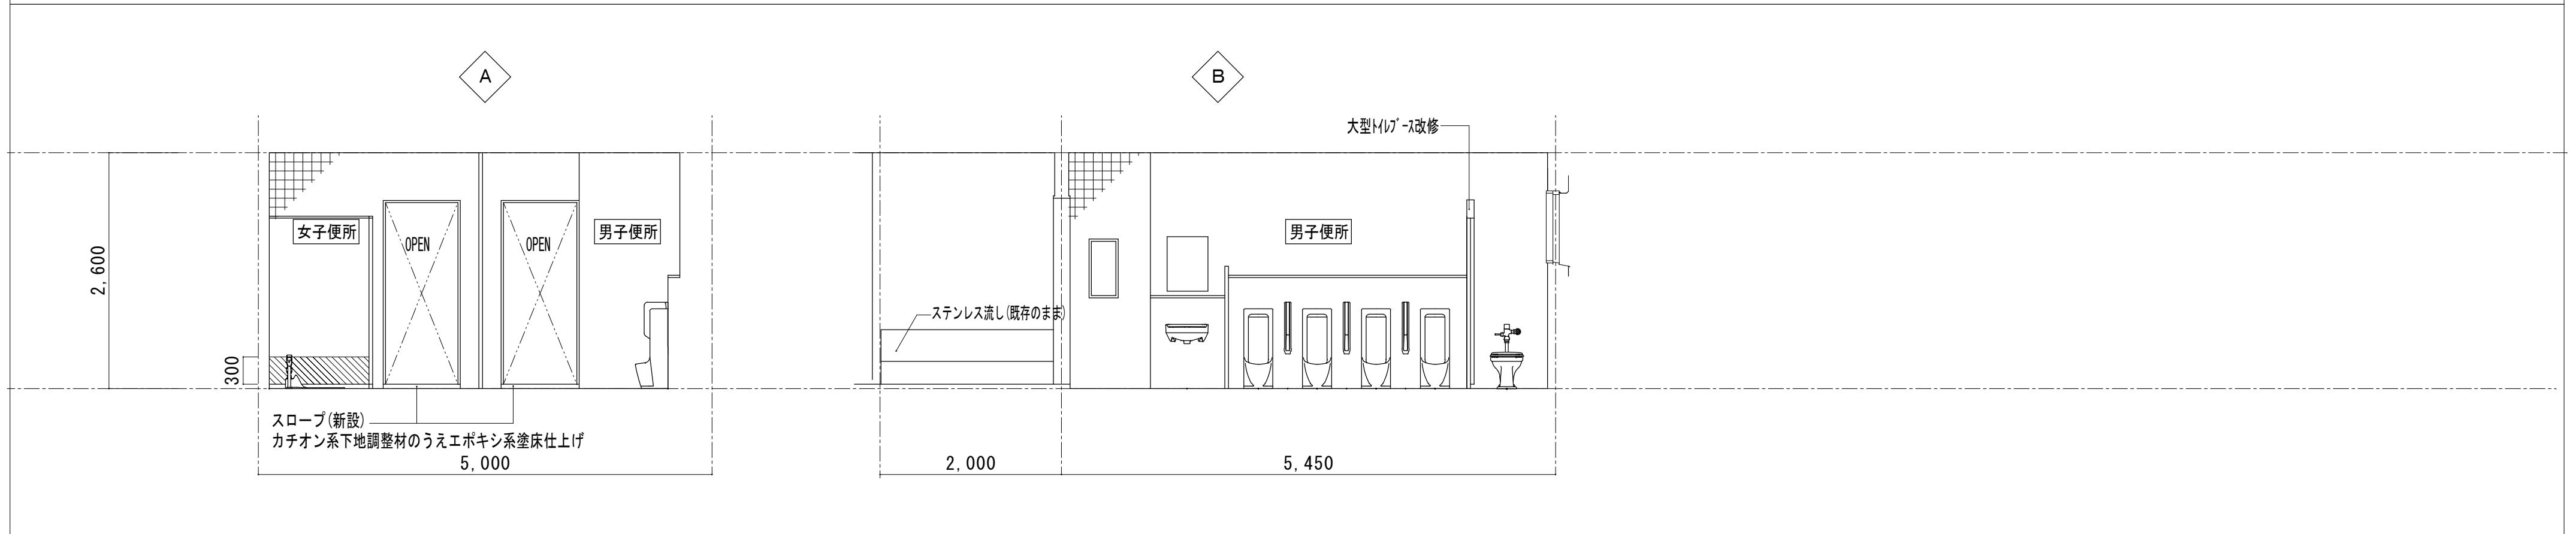 A
B
大型ﾄｲﾚﾌﾞｰｽ改修
女子便所
OPEN
OPEN
男子便所
男子便所
2,600
ステンレス流し(既存のまま)
300
スロープ(新設)
カチオン系下地調整材のうえエポキシ系塗床仕上げ
5,000
2,000
5,450